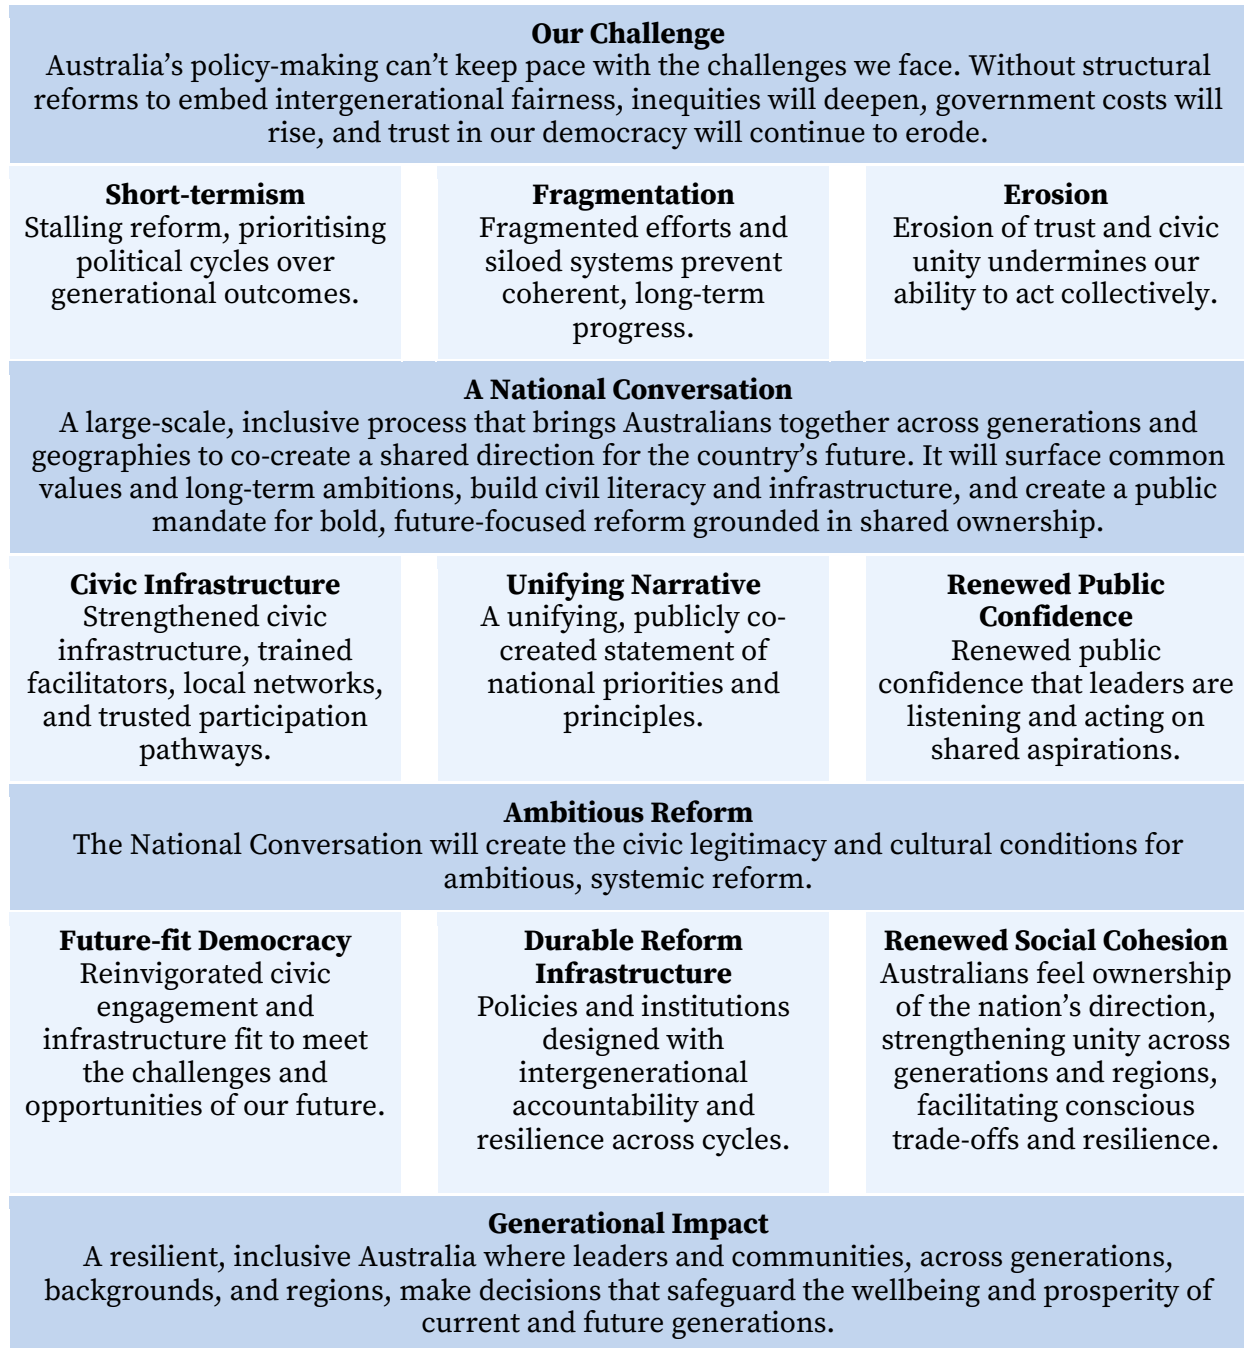 Our Challenge
Australia’s policy-making can’t keep pace with the challenges we face. Without structural
reforms to embed intergenerational fairness, inequities will deepen, government costs will
rise, and trust in our democracy will continue to erode.
Short-termism
Stalling reform, prioritising
political cycles over
generational outcomes.
Fragmentation
Fragmented efforts and
siloed systems prevent
coherent, long-term
progress.
Erosion
Erosion of trust and civic
unity undermines our
ability to act collectively.
A National Conversation
A large-scale, inclusive process that brings Australians together across generations and
geographies to co-create a shared direction for the country’s future. It will surface common
values and long-term ambitions, build civil literacy and infrastructure, and create a public
mandate for bold, future-focused reform grounded in shared ownership.
Civic Infrastructure
Strengthened civic
infrastructure, trained
facilitators, local networks,
and trusted participation
pathways.
Unifying Narrative
A unifying, publicly co-
created statement of
national priorities and
principles.
Renewed Public
Confidence
Renewed public
confidence that leaders are
listening and acting on
shared aspirations.
Ambitious Reform
The National Conversation will create the civic legitimacy and cultural conditions for
ambitious, systemic reform.
Future-fit Democracy
Reinvigorated civic
engagement and
infrastructure fit to meet
the challenges and
opportunities of our future.
Durable Reform
Infrastructure
Policies and institutions
designed with
intergenerational
accountability and
resilience across cycles.
Renewed Social Cohesion
Australians feel ownership
of the nation’s direction,
strengthening unity across
generations and regions,
facilitating conscious
trade-offs and resilience.
Generational Impact
A resilient, inclusive Australia where leaders and communities, across generations,
backgrounds, and regions, make decisions that safeguard the wellbeing and prosperity of
current and future generations.